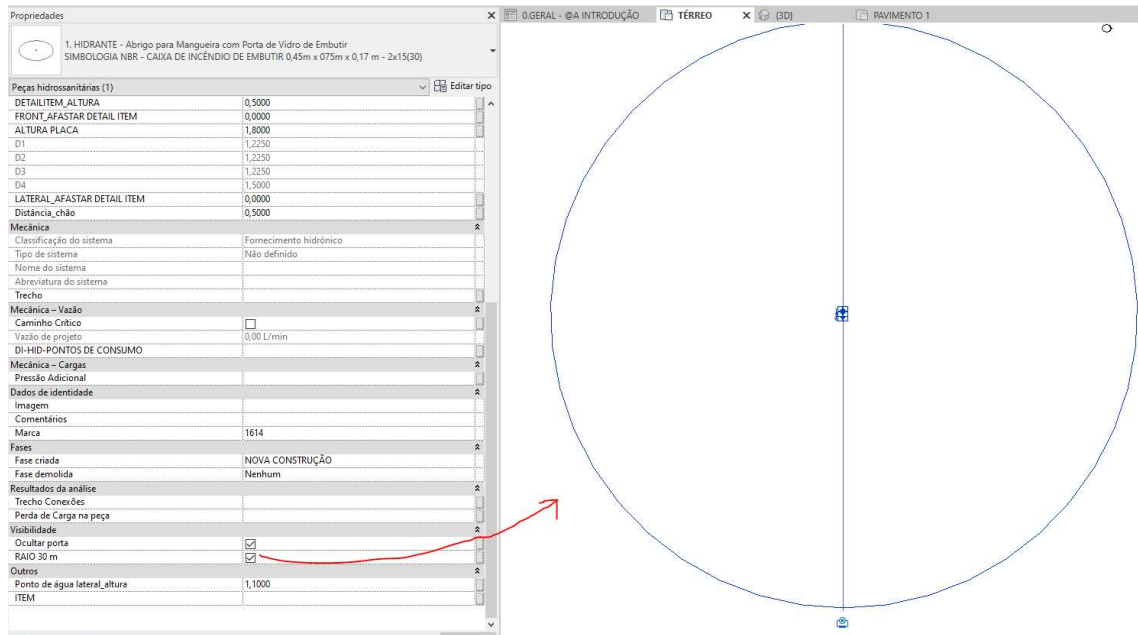 Propriedades
0.GERAL - @A INTRODUÇÃO TÉRREO {3D} PAVIMENTO 1
1. HIDRANTE - Abrigo para Mangueira com Porta de Vidro de Embutir
SIMBOLOGIA NBR - CAIXA DE INCÊNDIO DE EMBUTIR 0,45m x 075m x 0,17 m - 2x15(30)
Peças hidrossanitárias (1) Editar tipo
DETAILITEM_ALTURA 0,5000
FRONT_AFASTAR DETAIL ITEM 0,0000
ALTURA PLACA 1,8000
D1 1,2250
D2 1,2250
D3 1,2250
D4 1,5000
LATERAL_AFASTAR DETAIL ITEM 0,0000
Distância_chão 0,5000
Mecânica
Classificação do sistema Fornecimento hidrônico
Tipo de sistema Não definido
Nome do sistema
Abreviatura do sistema
Trecho
Mecânica – Vazão
Caminho Crítico
Vazão de projeto 0,00 L/min
DI-HID-PONTOS DE CONSUMO
Mecânica – Cargas
Pressão Adicional
Dados de identidade
Imagem
Comentários
Marca 1614
Fases
Fase criada NOVA CONSTRUÇÃO
Fase demolida Nenhum
Resultados da análise
Trecho Conexões
Perda de Carga na peça
Visibilidade
Ocultar porta
RAIO 30 m
Outros
Ponto de água lateral_altura 1,1000
ITEM